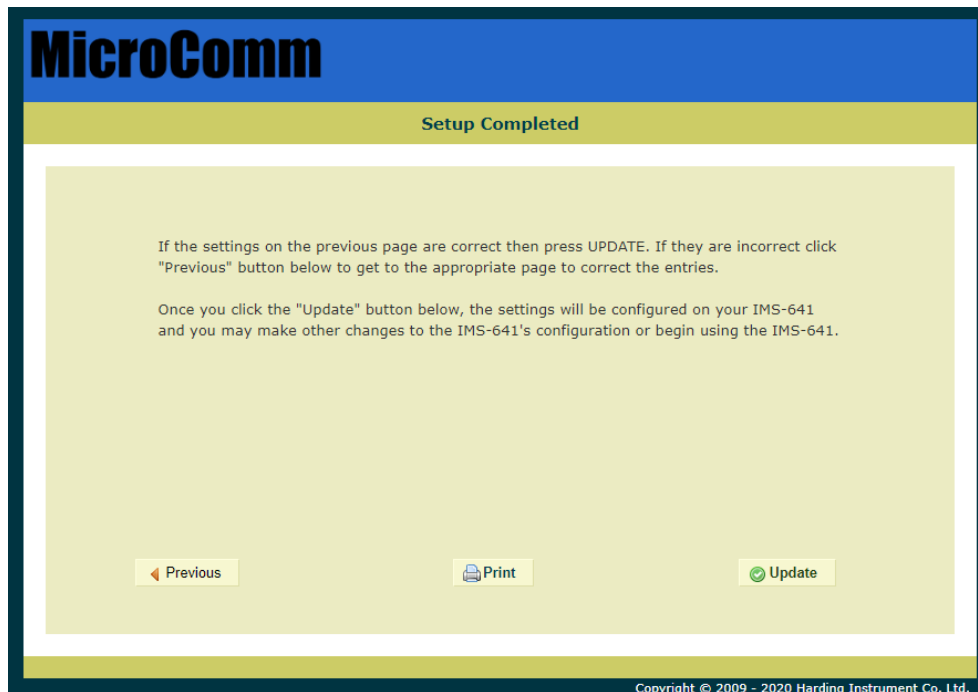 MicroComm
Setup Completed
If the settings on the previous page are correct then press UPDATE. If they are incorrect click
"Previous" button below to get to the appropriate page to correct the entries.
Once you click the "Update" button below, the settings will be configured on your IMS-641
and you may make other changes to the IMS-641's configuration or begin using the IMS-641.
Previous
Print
Update
Copyright © 2009 - 2020 Harding Instrument Co. Ltd.